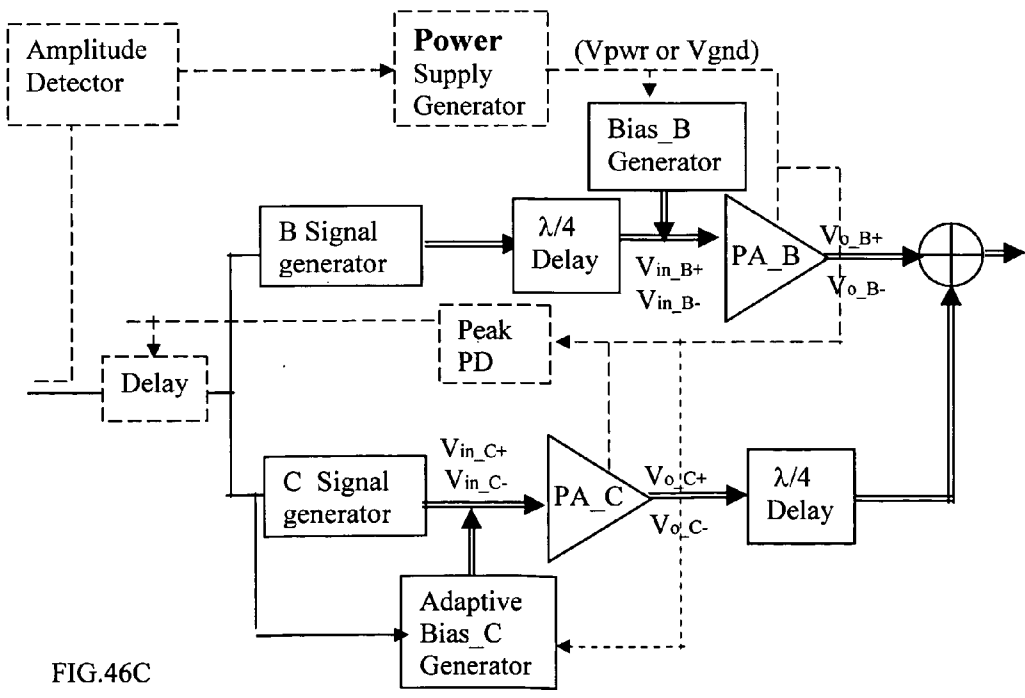 Amplitude
Detector
Power
Supply
Generator
(Vpwr or Vgnd)
Bias_B
Generator
B Signal
generator
λ/4
Delay
Vin_B+
Vin_B-
PA_B
Vo_B+
Vo_B-
Peak
PD
Delay
C Signal
generator
Vin_C+
Vin_C-
PA_C
Vo_C+
Vo_C-
λ/4
Delay
Adaptive
Bias_C
Generator
FIG.46C